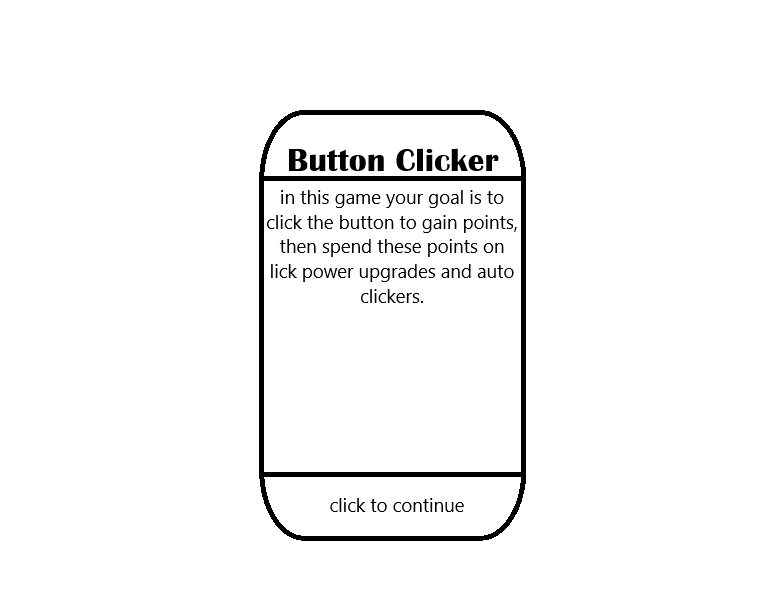 Button Clicker
in this game your goal is to
click the button to gain points,
then spend these points on
lick power upgrades and auto
clickers.
click to continue